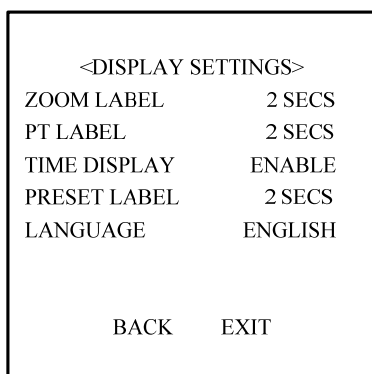 <DISPLAY SETTINGS>
ZOOM LABEL 2 SECS
PT LABEL 2 SECS
TIME DISPLAY ENABLE
PRESET LABEL 2 SECS
LANGUAGE ENGLISH
BACK EXIT